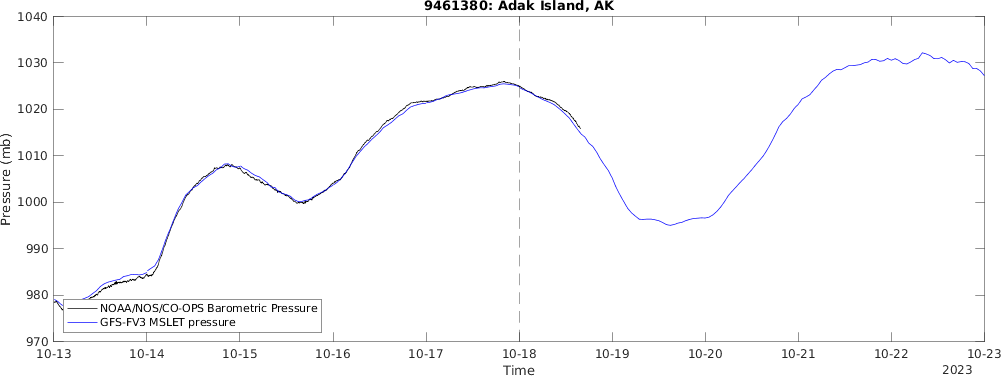 9461380: Adak Island, AK
Pressure (mb)
1040
1030
1020
1010
1000
990
980
970
NOAA/NOS/CO-OPS Barometric Pressure
GFS-FV3 MSLET pressure
10-13 10-14 10-15 10-16 10-17 10-18 10-19 10-20 10-21 10-22 10-23
Time
2023